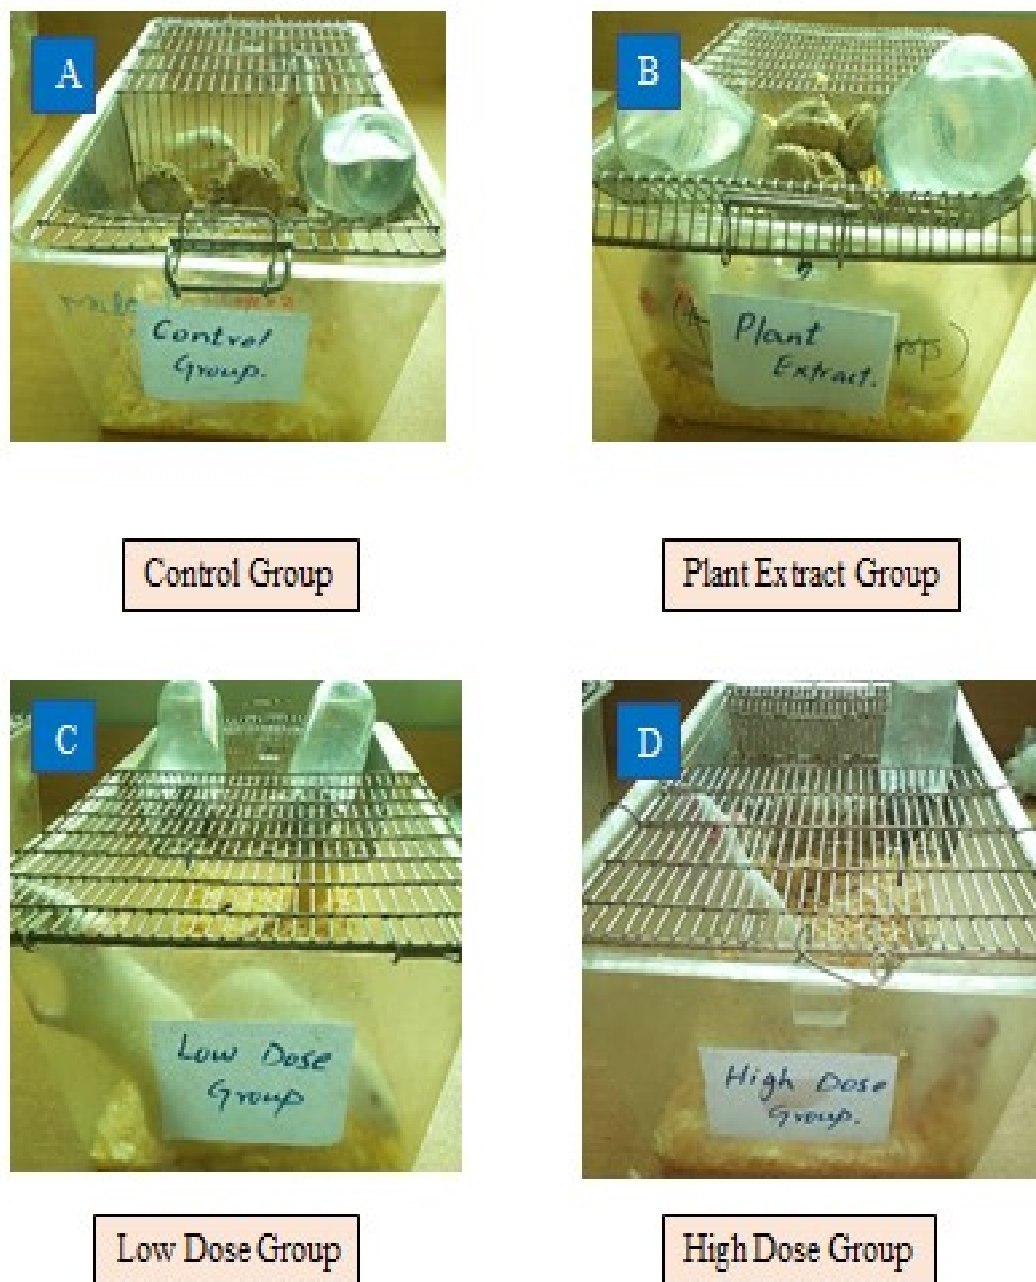 A
B
Control
Group.
Plant
Extract.
Control Group
Plant Extract Group
C
D
Low Dose
Group
High Dose
Group.
Low Dose Group
High Dose Group